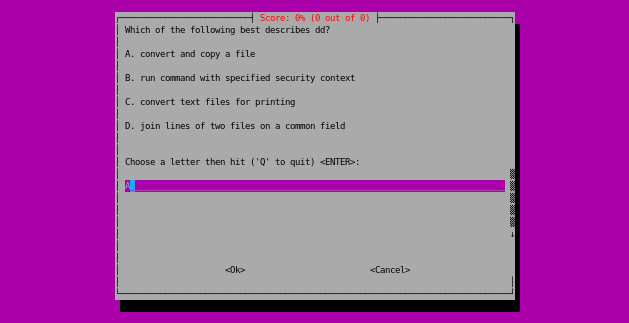 Score: 0% (0 out of 0)
Which of the following best describes dd?
A. convert and copy a file
B. run command with specified security context
C. convert text files for printing
D. join lines of two files on a common field
Choose a letter then hit ('Q' to quit) <ENTER>:
A
<Ok> <Cancel>